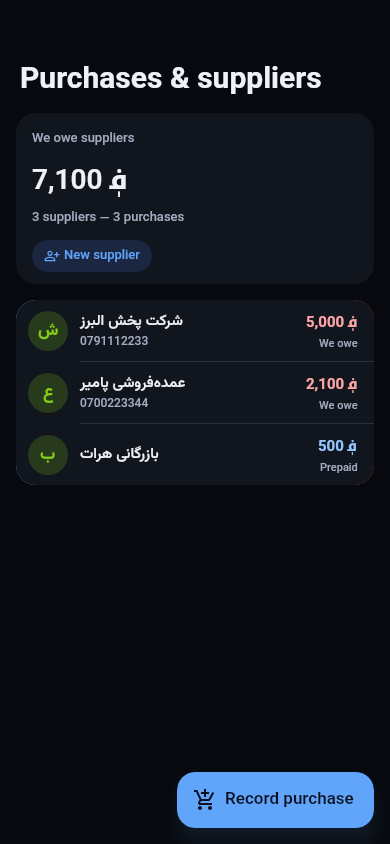 Purchases & suppliers
We owe suppliers
7,100 ؋
3 suppliers — 3 purchases
New supplier
ش
شرکت پخش البرز
0791112233
5,000 ؋
We owe
ع
عمده‌فروشی پامیر
0700223344
2,100 ؋
We owe
ب
بازرگانی هرات
500 ؋
Prepaid
Record purchase